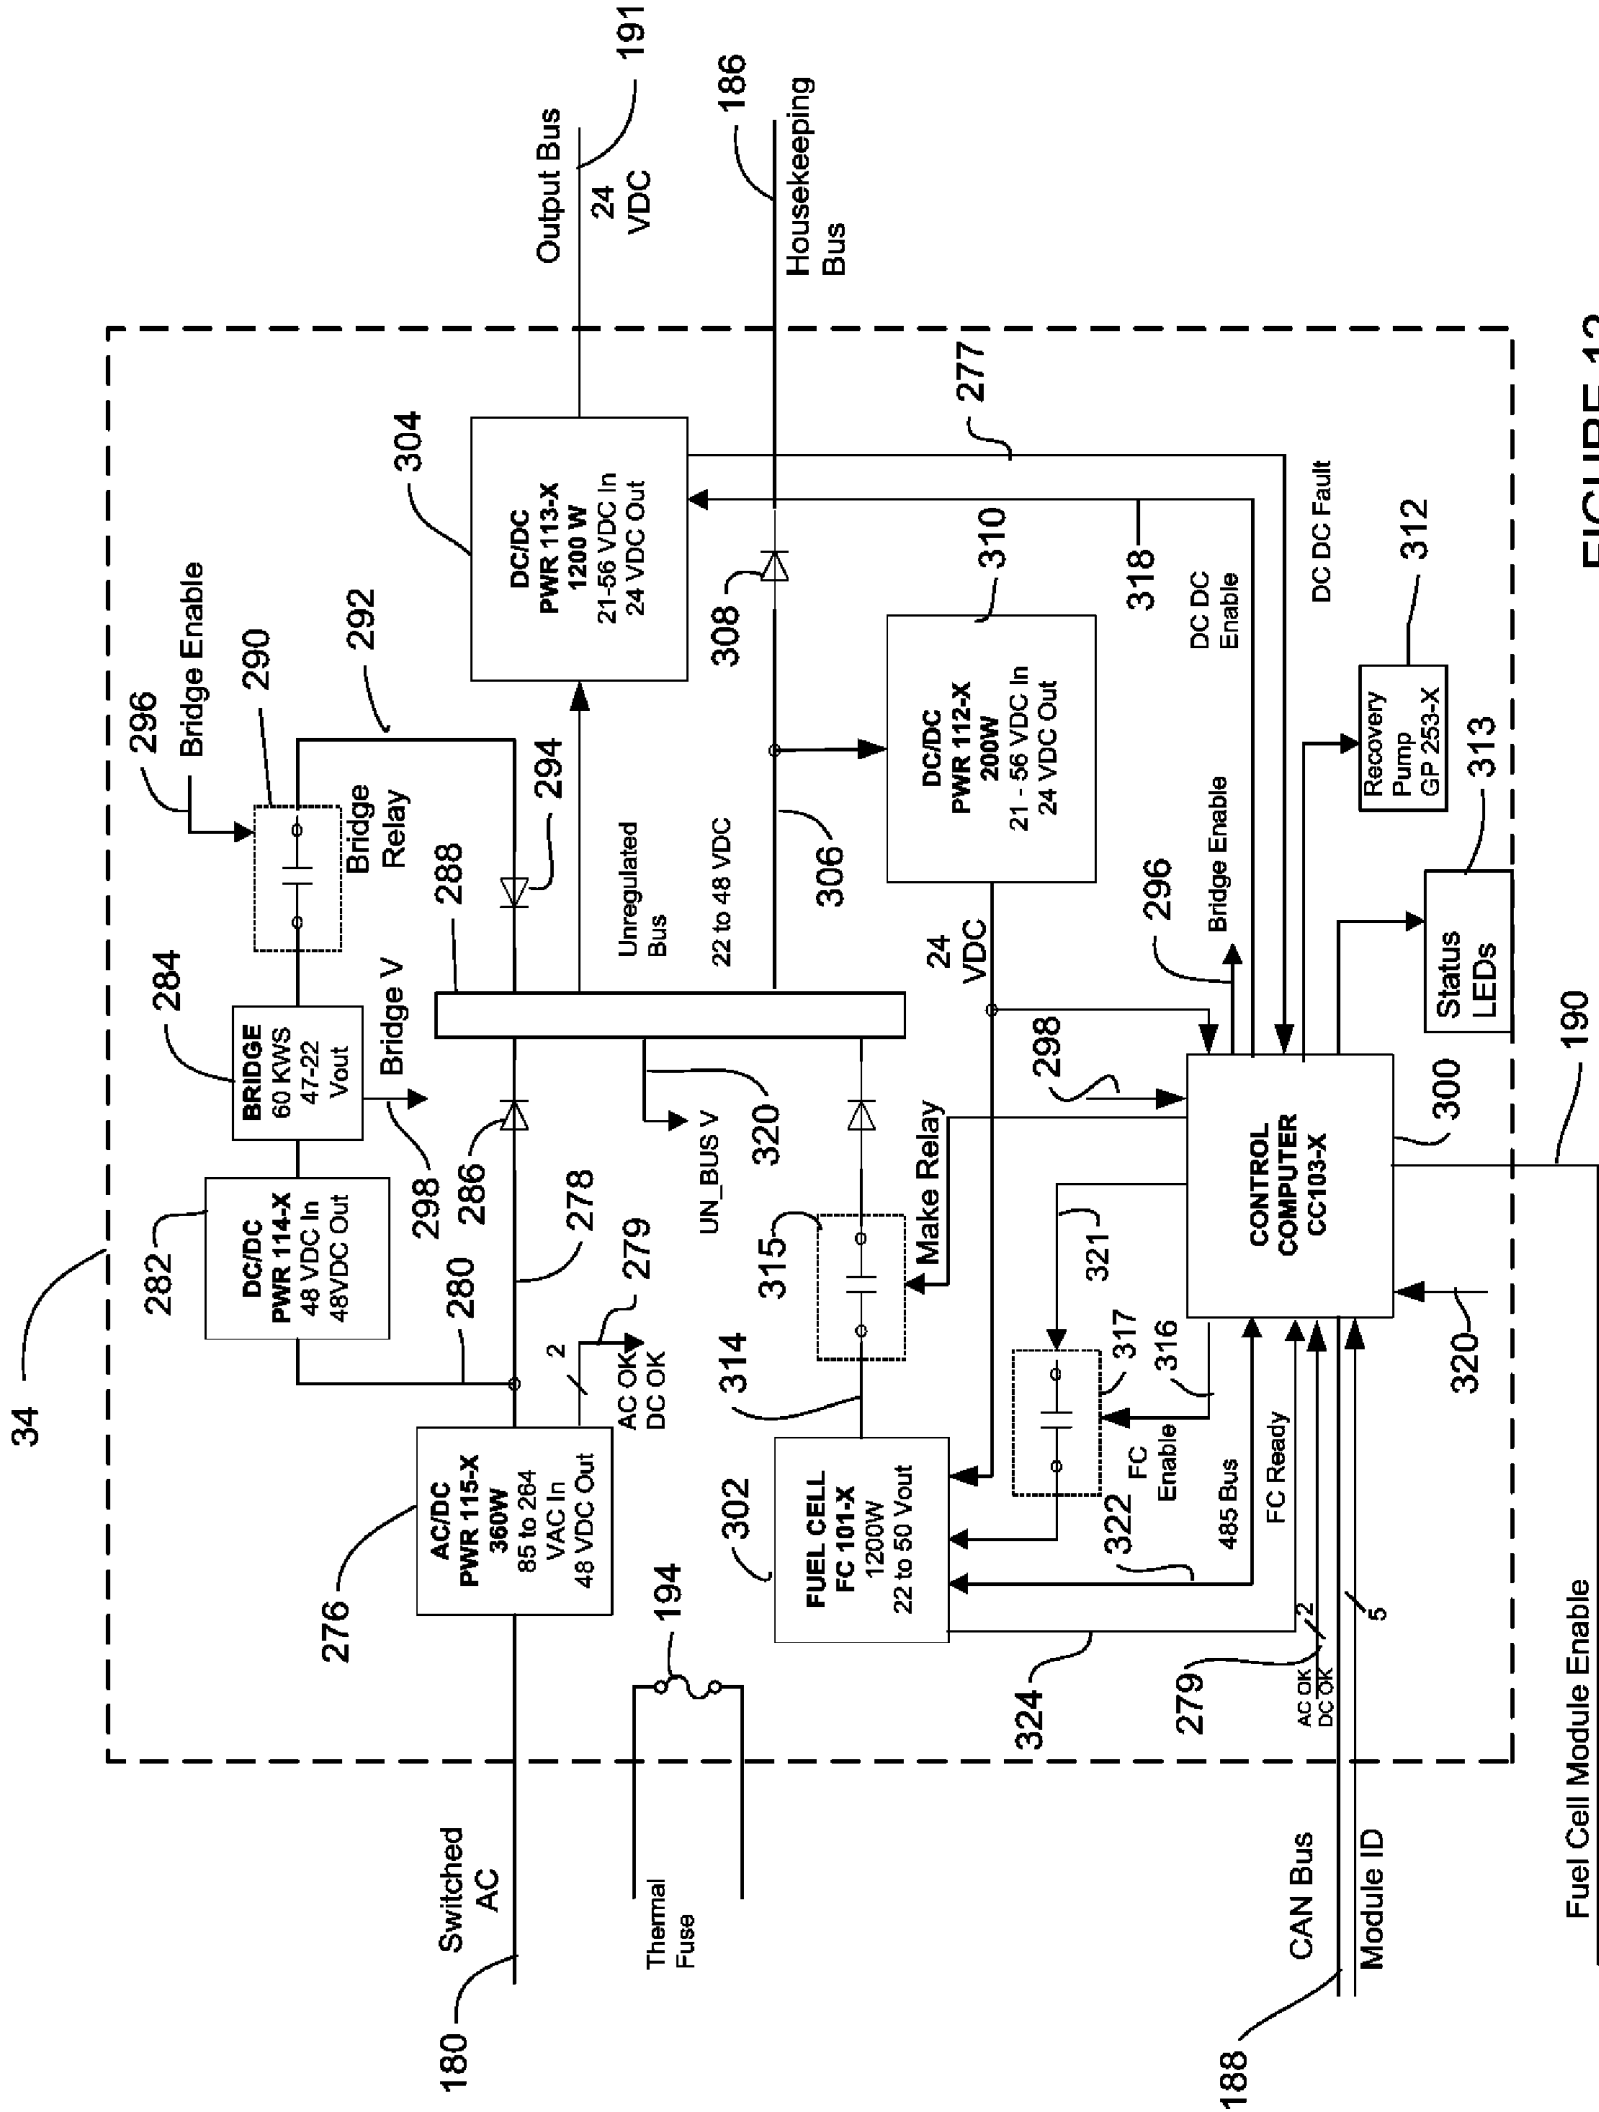 34
Switched
AC
180
AC/DC
PWR 115-X
360W
85 to 264
VAC In
48 VDC Out
276
DC/DC
PWR 114-X
48 VDC In
48VDC Out
282
280
278
2
279
AC OK
DC OK
BRIDGE
60 KWS
47-22
Vout
284
Bridge V
298
286
296
Bridge Enable
290
Bridge
Relay
292
294
288
Unregulated
Bus
22 to 48 VDC
DC/DC
PWR 113-X
1200 W
21-56 VDC In
24 VDC Out
304
Output Bus
24
VDC
191
186
Housekeeping
Bus
308
306
Thermal
Fuse
194
UN_BUS V
320
FUEL CELL
FC 101-X
1200W
22 to 50 Vout
302
314
315
Make Relay
DC/DC
PWR 112-X
200W
21 - 56 VDC In
24 VDC Out
310
24
VDC
277
318
DC DC
Enable
DC DC Fault
296
Bridge Enable
298
321
317
316
FC
Enable
322
485 Bus
FC Ready
324
279
2
AC OK
DC OK
5
CONTROL
COMPUTER
CC103-X
300
320
Recovery
Pump
GP 253-X
312
Status
LEDs
313
CAN Bus
Module ID
188
190
Fuel Cell Module Enable